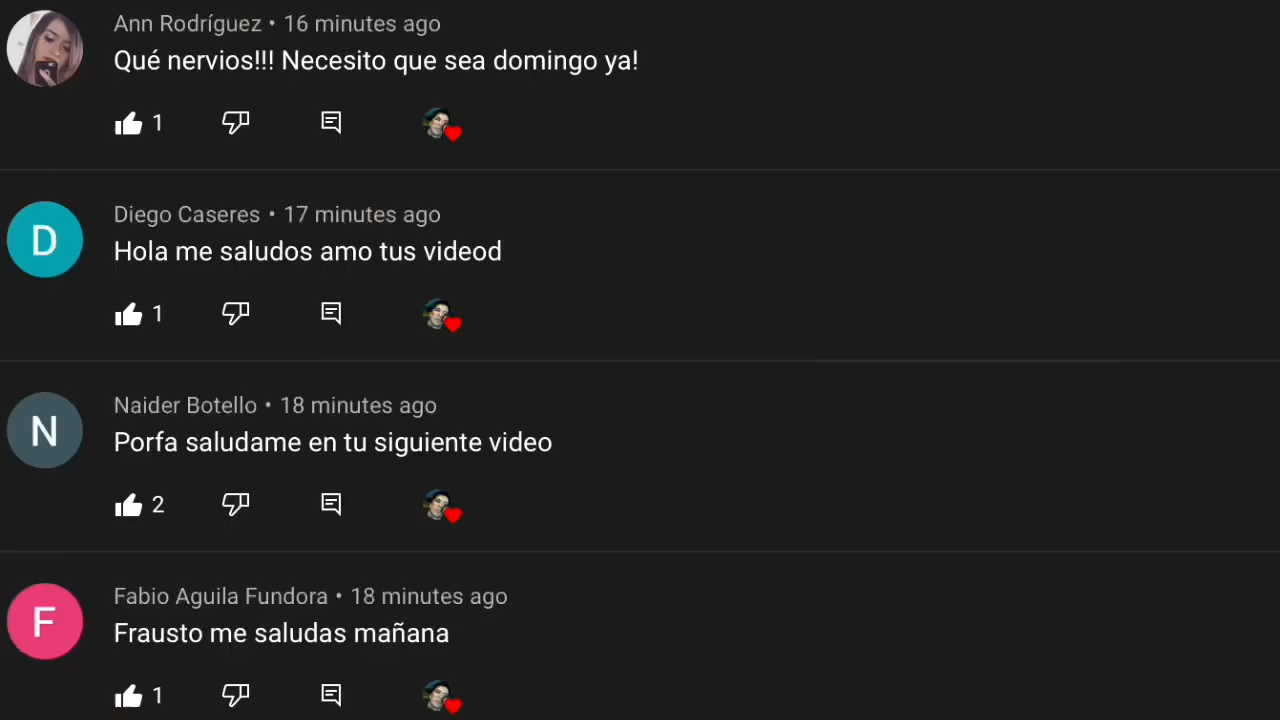 Ann Rodríguez • 16 minutes ago
Qué nervios!!! Necesito que sea domingo ya!
1
D
Diego Caseres • 17 minutes ago
Hola me saludos amo tus videod
1
N
Naider Botello • 18 minutes ago
Porfa saludame en tu siguiente video
2
F
Fabio Aguila Fundora • 18 minutes ago
Frausto me saludas mañana
1